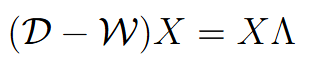 (𝒟 − 𝒲)X = XΛ